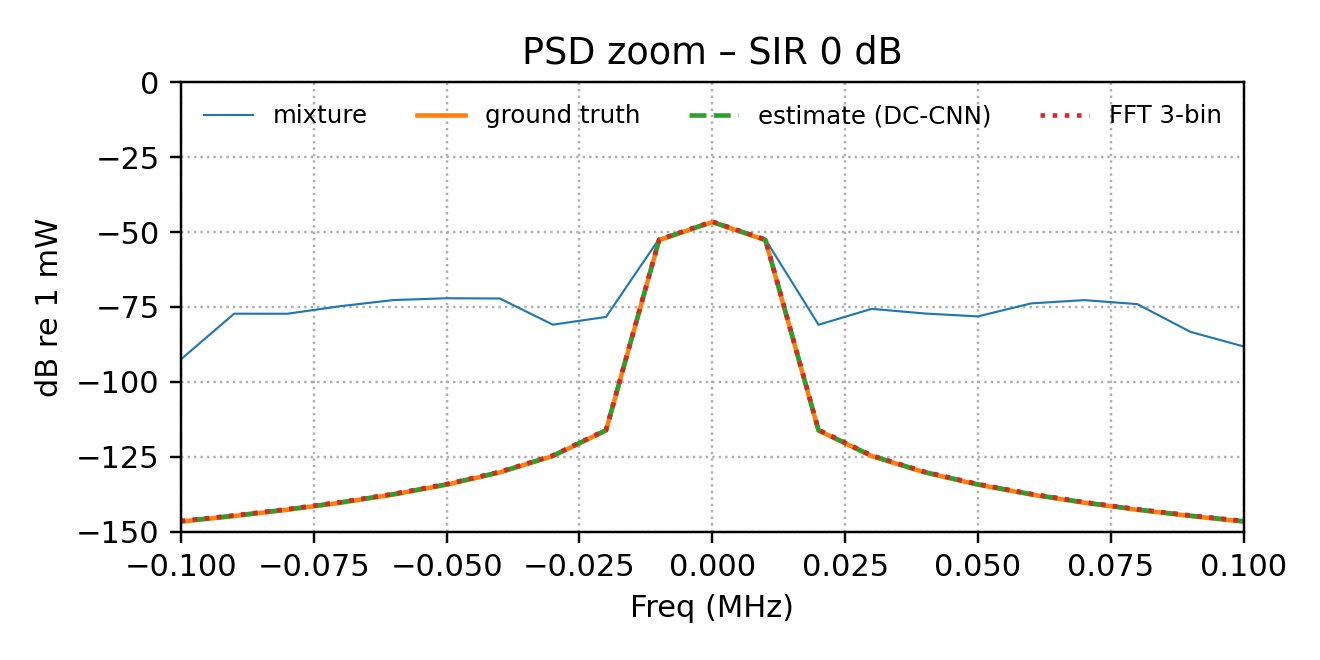 PSD zoom – SIR 0 dB
mixture ground truth estimate (DC-CNN) FFT 3-bin
0
−25
−50
−75
−100
−125
−150
dB re 1 mW
−0.100 −0.075 −0.050 −0.025 0.000 0.025 0.050 0.075 0.100
Freq (MHz)